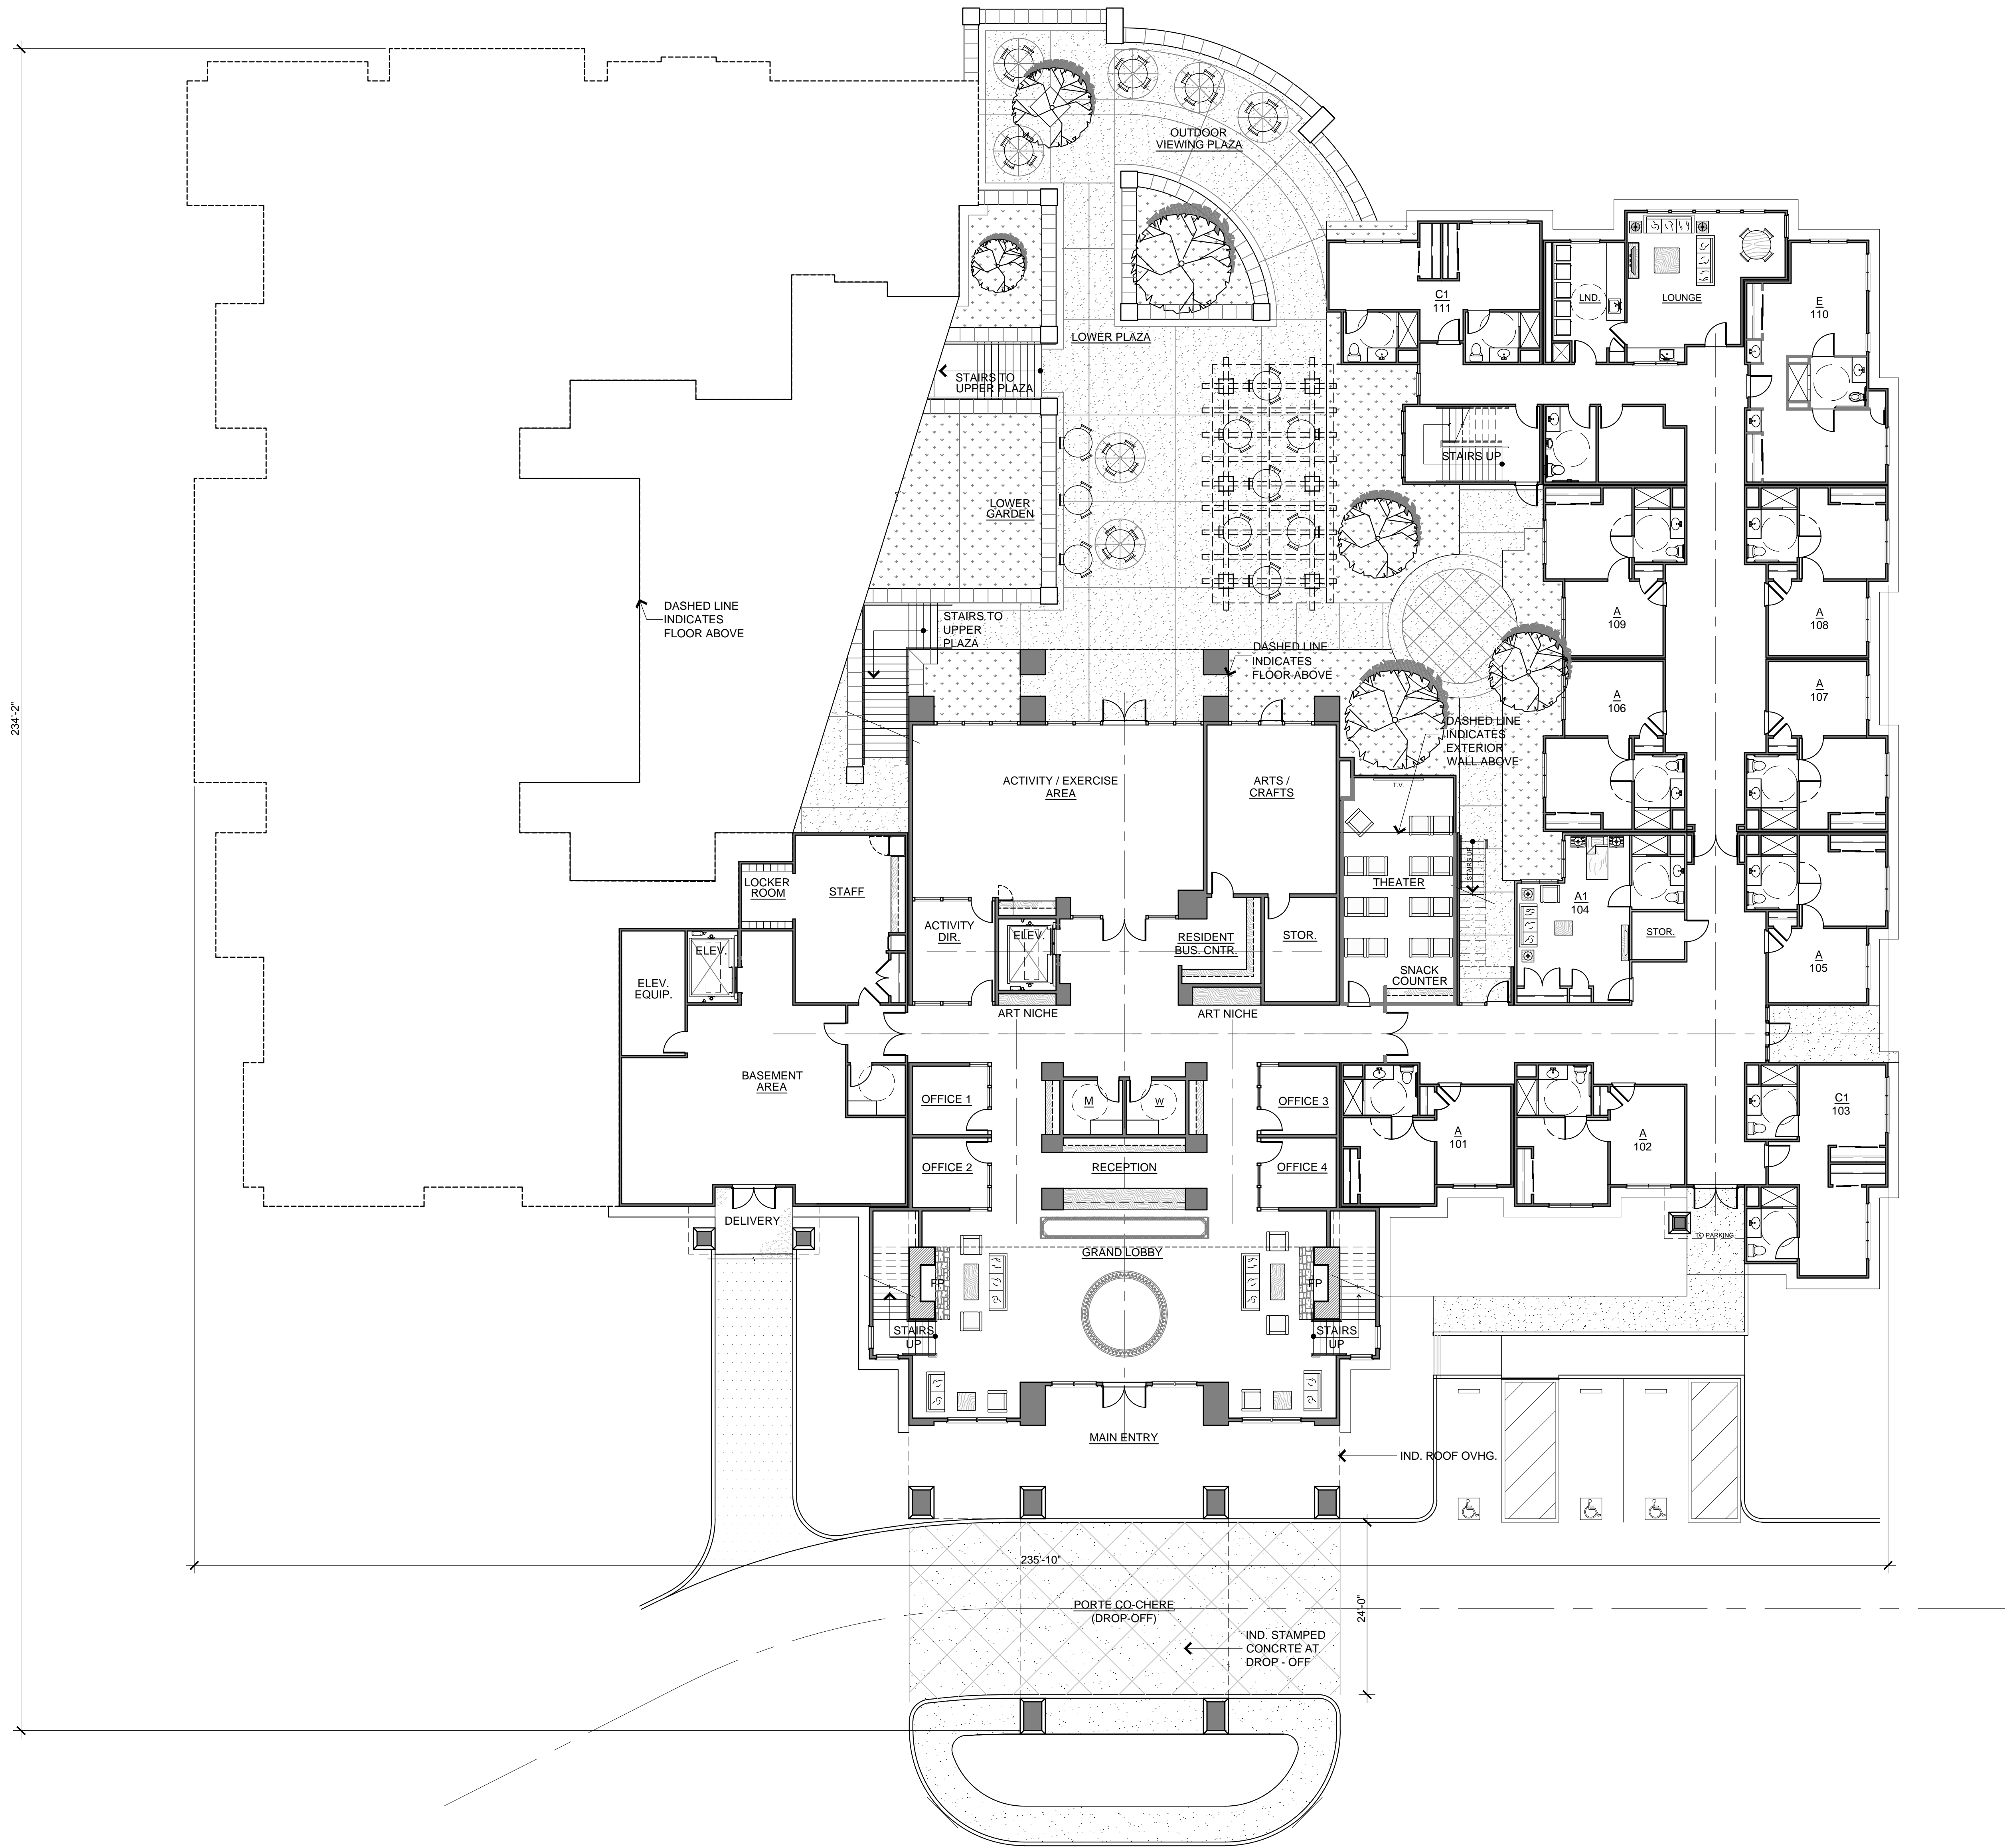 OUTDOOR
VIEWING PLAZA
LOWER PLAZA
STAIRS TO
UPPER PLAZA
LOWER
GARDEN
STAIRS TO
UPPER
PLAZA
DASHED LINE
INDICATES
FLOOR ABOVE
DASHED LINE
INDICATES
FLOOR ABOVE
DASHED LINE
INDICATES
EXTERIOR
WALL ABOVE
234'-2"
C1
111
LND.
LOUNGE
E
110
STAIRS UP
A
109
A
108
A
106
A
107
ACTIVITY / EXERCISE
AREA
ARTS /
CRAFTS
T.V.
THEATER
STAIRS UP
SNACK
COUNTER
A1
104
STOR.
A
105
LOCKER
ROOM
STAFF
ACTIVITY
DIR.
ELEV.
RESIDENT
BUS. CNTR.
STOR.
ELEV.
ELEV.
EQUIP.
ART NICHE
ART NICHE
BASEMENT
AREA
OFFICE 1
M
W
OFFICE 3
OFFICE 2
RECEPTION
OFFICE 4
A
101
A
102
C1
103
DELIVERY
TO PARKING
GRAND LOBBY
FP
FP
STAIRS
UP
STAIRS
UP
MAIN ENTRY
IND. ROOF OVHG.
235'-10"
24'-0"
PORTE CO-CHERE
(DROP-OFF)
IND. STAMPED
CONCRTE AT
DROP - OFF